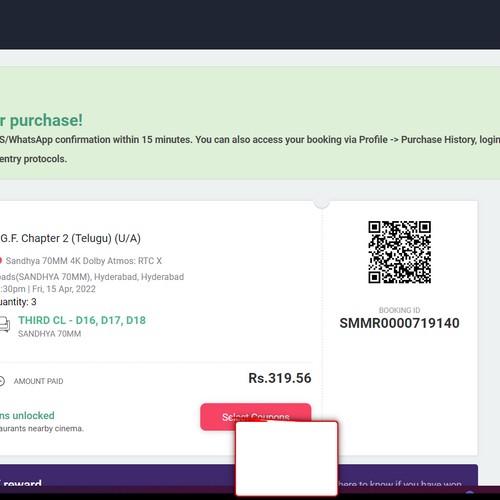 r purchase!
S/WhatsApp confirmation within 15 minutes. You can also access your booking via Profile -> Purchase History, login
entry protocols.
G.F. Chapter 2 (Telugu) (U/A)
Sandhya 70MM 4K Dolby Atmos: RTC X
oads(SANDHYA 70MM), Hyderabad, Hyderabad
:30pm | Fri, 15 Apr, 2022
uantity: 3
THIRD CL - D16, D17, D18
SANDHYA 70MM
AMOUNT PAID
Rs.319.56
ns unlocked
aurants nearby cinema.
Select Coupons
BOOKING ID
SMMR0000719140
reward
here to know if you have won